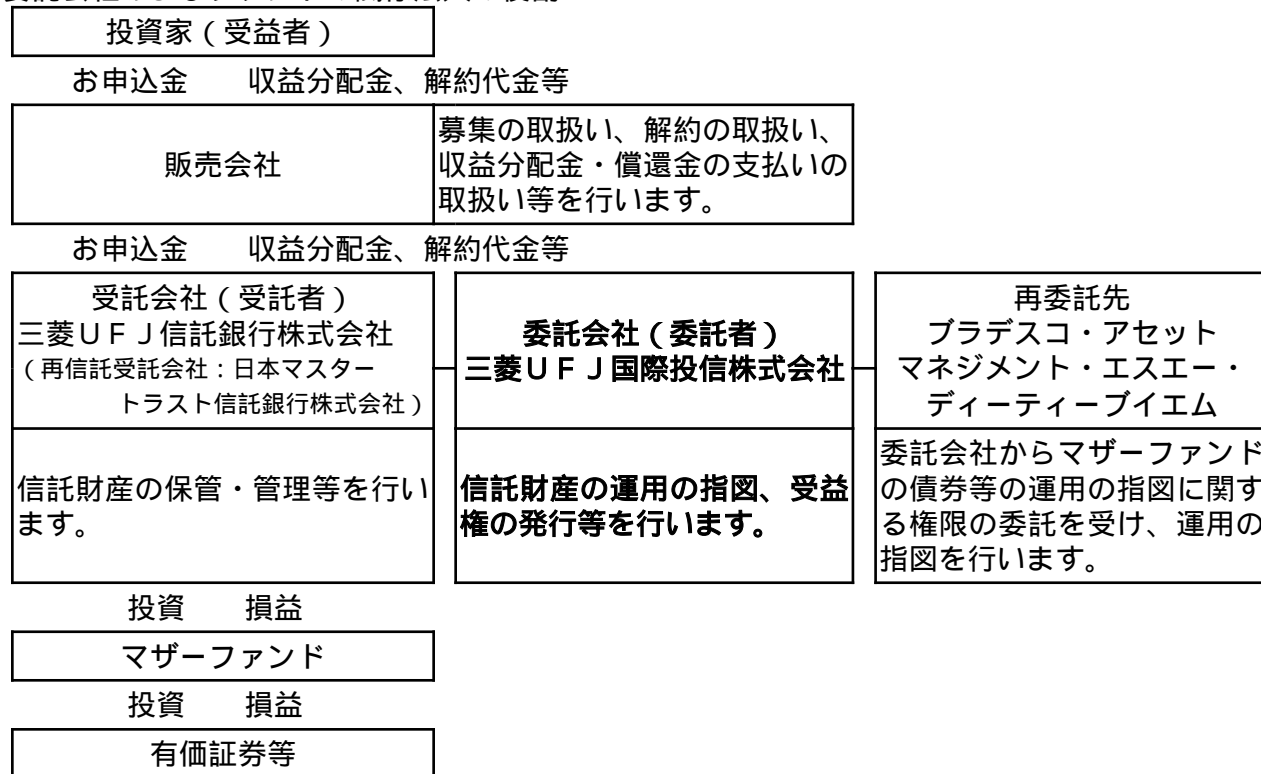 投資家（受益者）
お申込金　収益分配金、解約代金等
販売会社
募集の取扱い、解約の取扱い、
収益分配金・償還金の支払いの
取扱い等を行います。
お申込金　収益分配金、解約代金等
受託会社（受託者）
三菱ＵＦＪ信託銀行株式会社
（再信託受託会社：日本マスター
トラスト信託銀行株式会社）
委託会社（委託者）
三菱ＵＦＪ国際投信株式会社
再委託先
ブラデスコ・アセット
マネジメント・エスエー・
ディーティーブイエム
信託財産の保管・管理等を行い
ます。
信託財産の運用の指図、受益
権の発行等を行います。
委託会社からマザーファンド
の債券等の運用の指図に関す
る権限の委託を受け、運用の
指図を行います。
投資　損益
マザーファンド
投資　損益
有価証券等